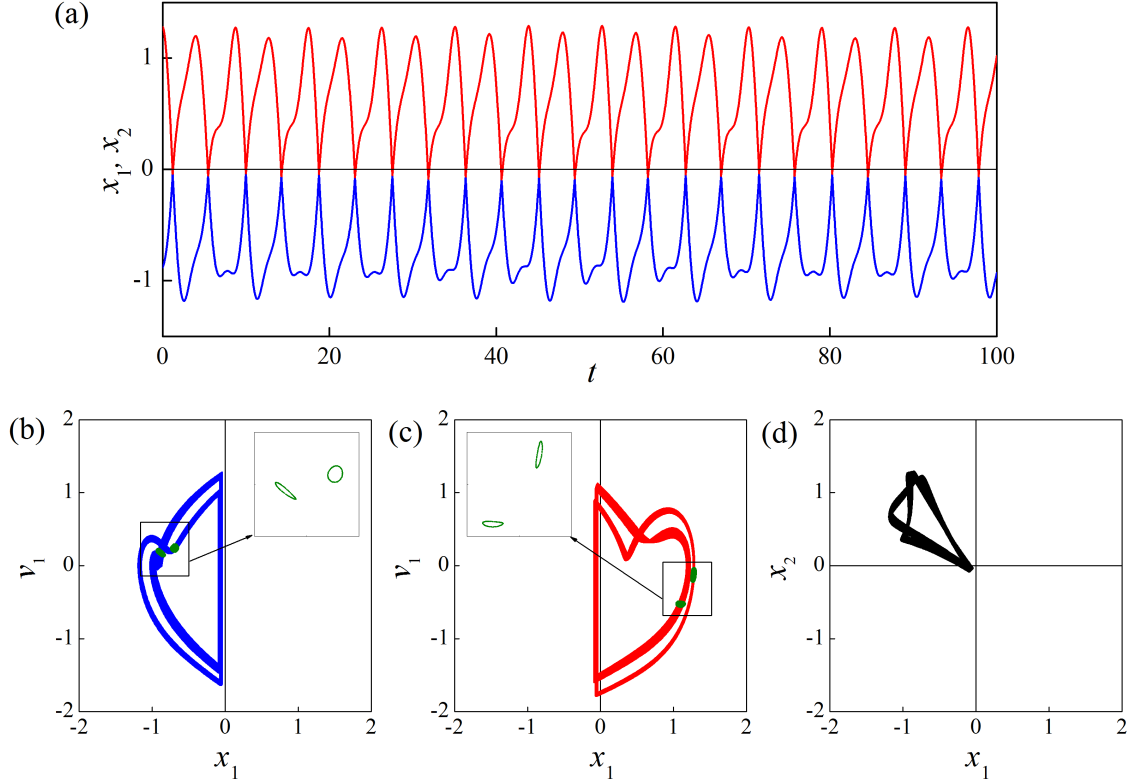 (a)
1
0
-1
x₁, x₂
0 20 40 60 80 100
t
(b) (c) (d)
2 2 2
1 1 1
0 0 0
-1 -1 -1
-2 -2 -2
v₁ v₁ x₂
-2 -1 0 1 2 -2 -1 0 1 2 -2 -1 0 1 2
x₁ x₁ x₁